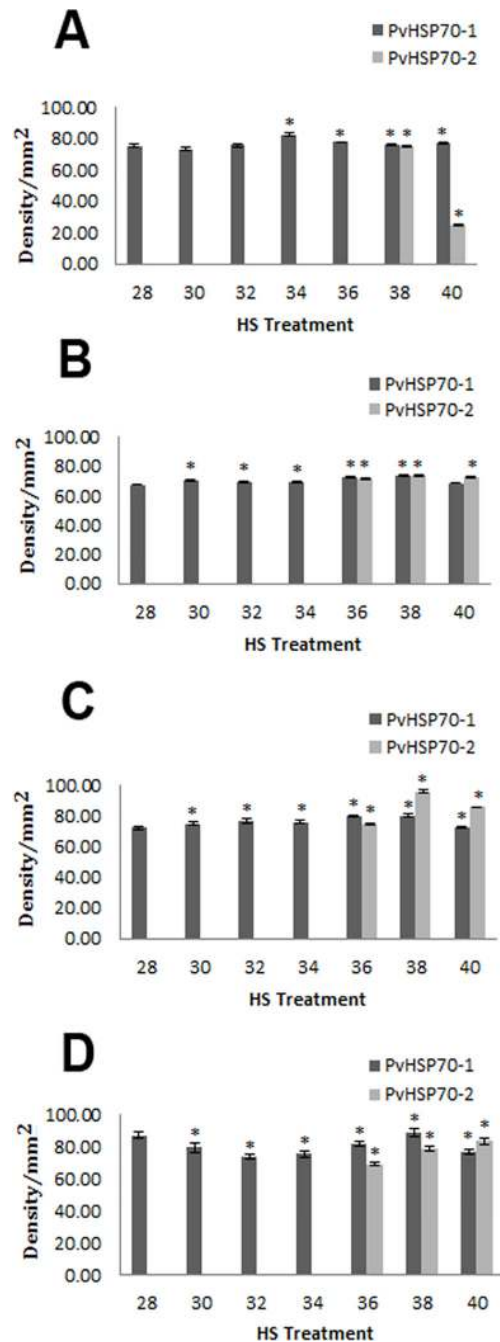 A
PvHSP70-1
PvHSP70-2
Density/mm²
100.00
80.00
60.00
40.00
20.00
0.00
* * * * * *
28 30 32 34 36 38 40
HS Treatment
B
PvHSP70-1
PvHSP70-2
Density/mm²
100.00
80.00
60.00
40.00
20.00
0.00
* * * * * * * *
28 30 32 34 36 38 40
HS Treatment
C
PvHSP70-1
PvHSP70-2
Density/mm²
100.00
80.00
60.00
40.00
20.00
0.00
* * * * * * * * *
28 30 32 34 36 38 40
HS Treatment
D
PvHSP70-1
PvHSP70-2
Density/mm²
100.00
80.00
60.00
40.00
20.00
0.00
* * * * * * * * *
28 30 32 34 36 38 40
HS Treatment